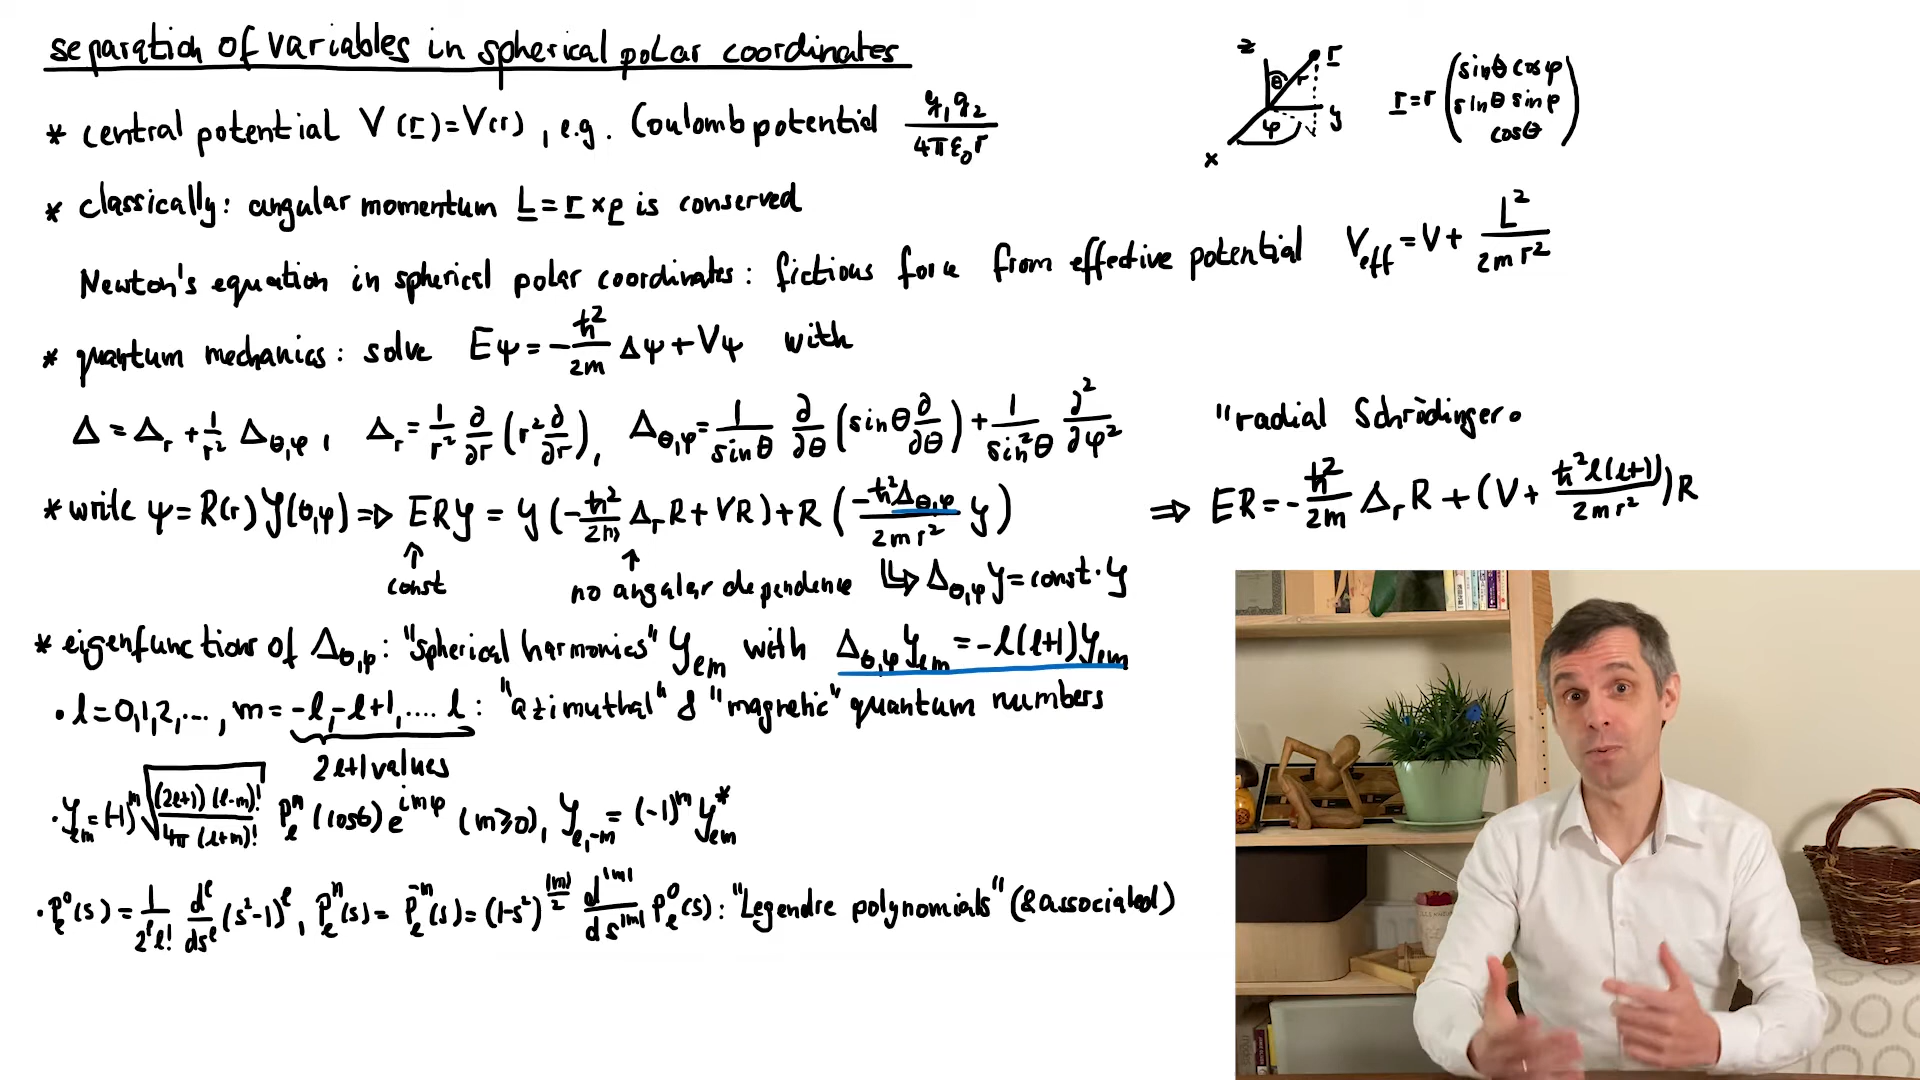 separation of variables in spherical polar coordinates
* central potential V(r)=V(r), e.g. Coulomb potential q₁q₂/4πε₀r
z r θ r y φ x
r=r (sinθ cosφ
sinθ sinφ
cosθ)
* classically: angular momentum L=r×p is conserved
Newton's equation in spherical polar coordinates: fictious force from effective potential V_eff=V+L²/2mr²
* quantum mechanics: solve Eψ=-ħ²/2m Δψ+Vψ with
Δ=Δ_r+1/r² Δ_θ,φ, Δ_r=1/r² ∂/∂r (r² ∂/∂r), Δ_θ,φ=1/sinθ ∂/∂θ (sinθ ∂/∂θ)+1/sin²θ ∂²/∂φ²
"radial Schrödinger.
* write ψ=R(r)Y(θ,φ)⇒ERY=Y(-ħ²/2m Δ_rR+VR)+R(-ħ²Δ_θ,φ/2mr² Y)
⇒ ER=-ħ²/2m Δ_rR+(V+ħ²l(l+1)/2mr²)R
↑ const
↑ no angular dependence
↳ Δ_θ,φY=const·Y
* eigenfunctions of Δ_θ,φ: "spherical harmonics" Y_lm with Δ_θ,φY_lm=-l(l+1)Y_lm
• l=0,1,2,..., m=-l,-l+1,.... l: "azimuthal" & "magnetic" quantum numbers
2l+1 values
• Y_lm=(-1)^m √((2l+1)(l-m)!/4π(l+m)!) P_l^m(cosθ)e^imφ (m≥0), Y_l,-m=(-1)^m Y*_lm
• P_l^0(s)=1/2^l l! d^l/ds^l (s²-1)^l, P_l^m(s)=P_l^-m(s)=(1-s²)^|m|/2 d^|m|/ds^|m| P_l^0(s): "Legendre polynomials" (& associated)